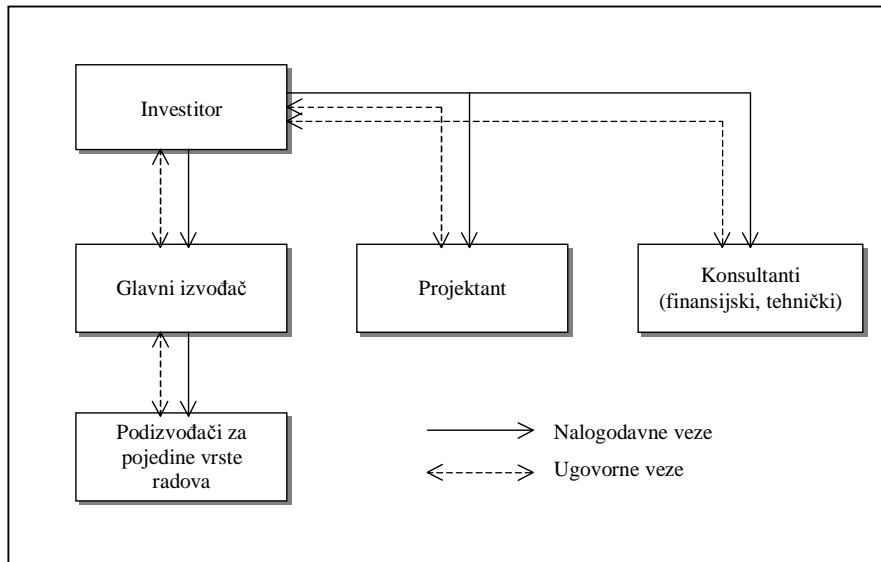 Investitor
Glavni izvođač
Projektant
Konsultanti
(finansijski, tehnički)
Podizvođači za
pojedine vrste
radova
Nalogodavne veze
Ugovorne veze